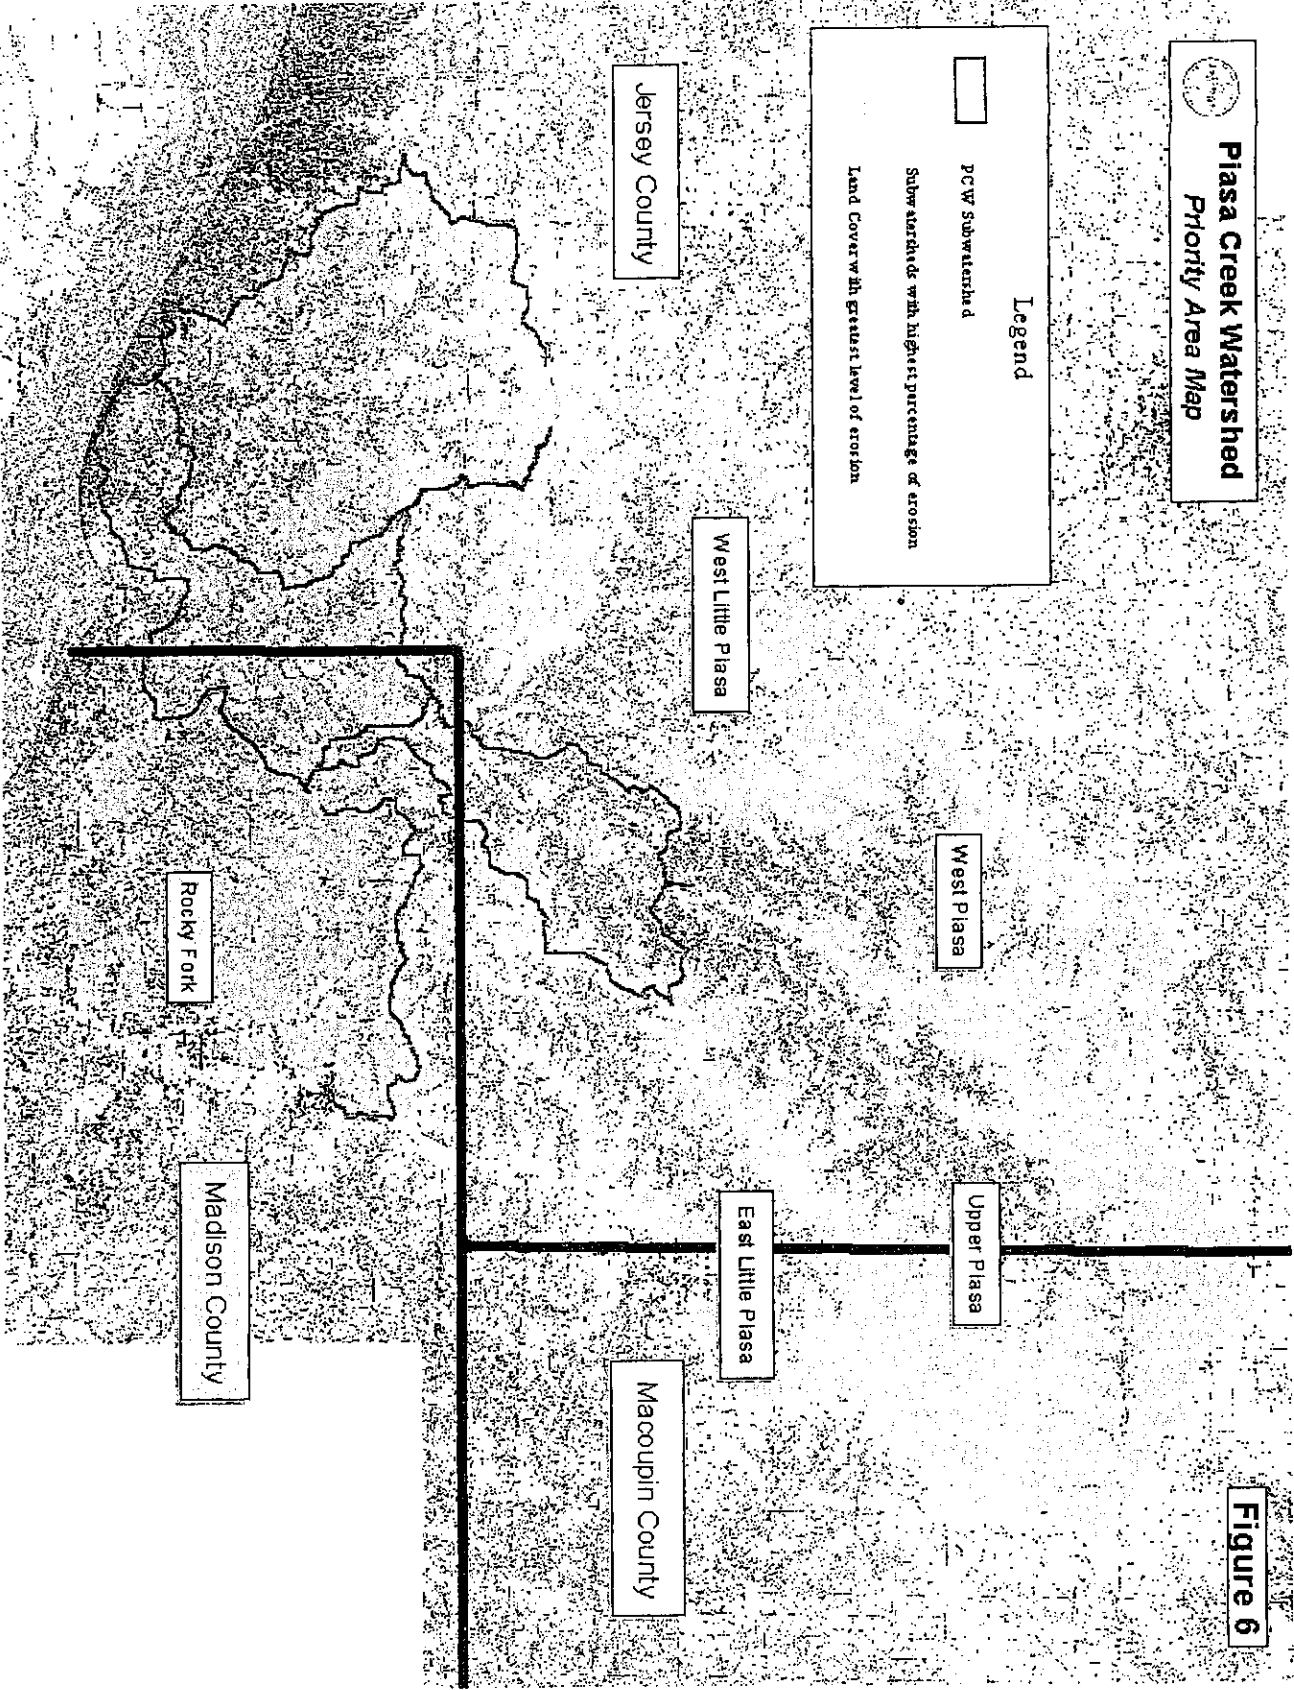 Piasa Creek Watershed
Priority Area Map
Figure 6
Legend
PCW Subwatershed
Subwatersheds with highest percentage of erosion
Land Cover with greatest level of erosion
Jersey County
West Little Piasa
West Piasa
Upper Piasa
East Little Piasa
Macoupin County
Rocky Fork
Madison County